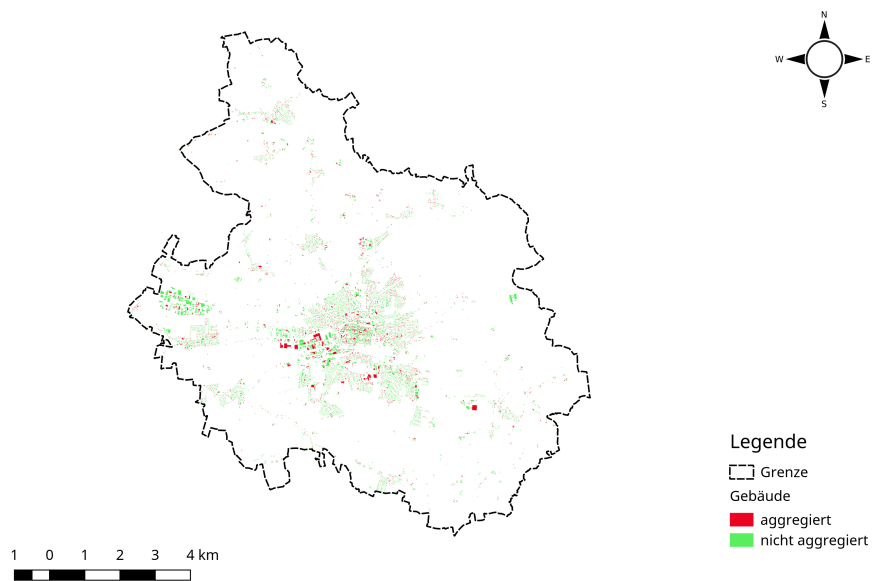 N
W E
S
Legende
Grenze
Gebäude
aggregiert
nicht aggregiert
1 0 1 2 3 4 km